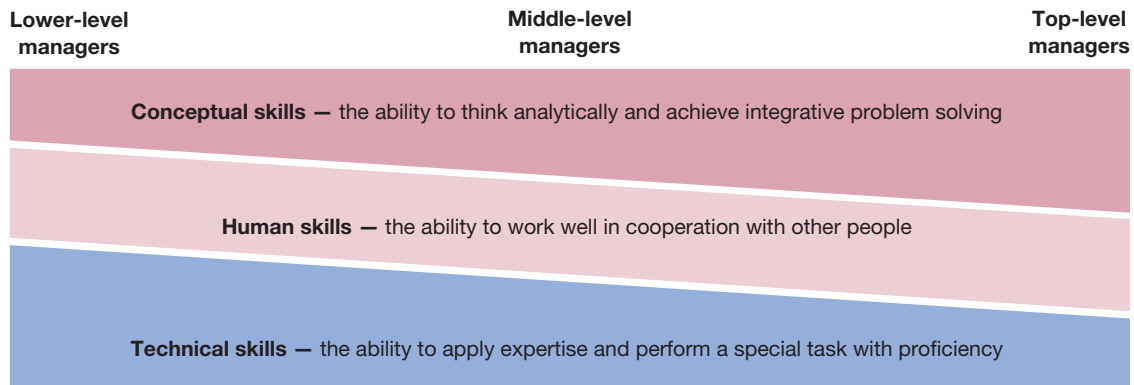 Lower-level managers
Middle-level managers
Top-level managers
Conceptual skills — the ability to think analytically and achieve integrative problem solving
Human skills — the ability to work well in cooperation with other people
Technical skills — the ability to apply expertise and perform a special task with proficiency